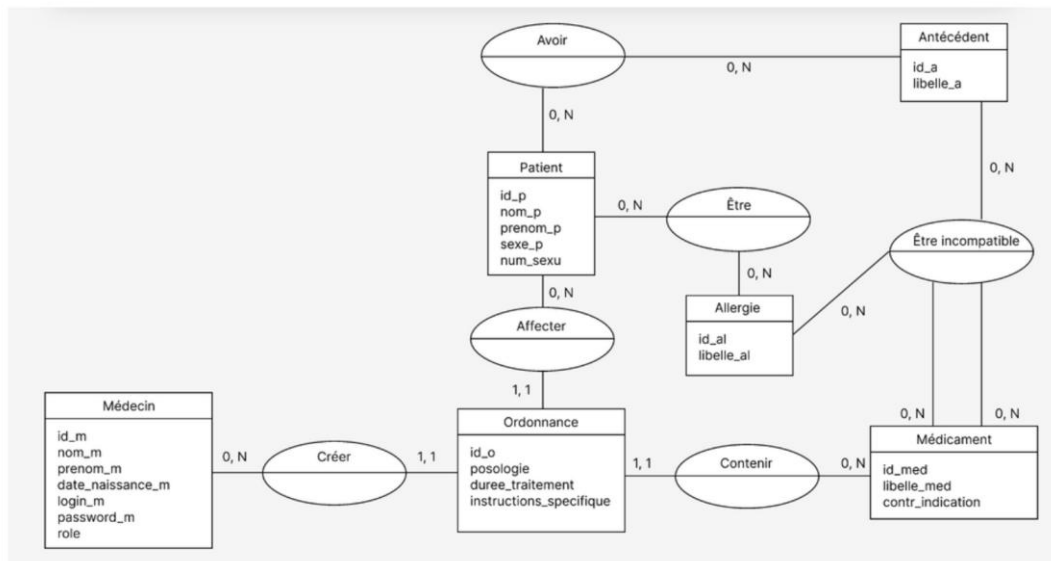 Avoir
0, N
0, N
Antécédent
id_a
libelle_a
0, N
Patient
id_p
nom_p
prenom_p
sexe_p
num_sexu
0, N
Être
0, N
0, N
Allergie
id_al
libelle_al
0, N
Être incompatible
Affecter
1, 1
Médecin
id_m
nom_m
prenom_m
date_naissance_m
login_m
password_m
role
0, N
Créer
1, 1
Ordonnance
id_o
posologie
duree_traitement
instructions_specifique
1, 1
Contenir
0, N
0, N
0, N
Médicament
id_med
libelle_med
contr_indication